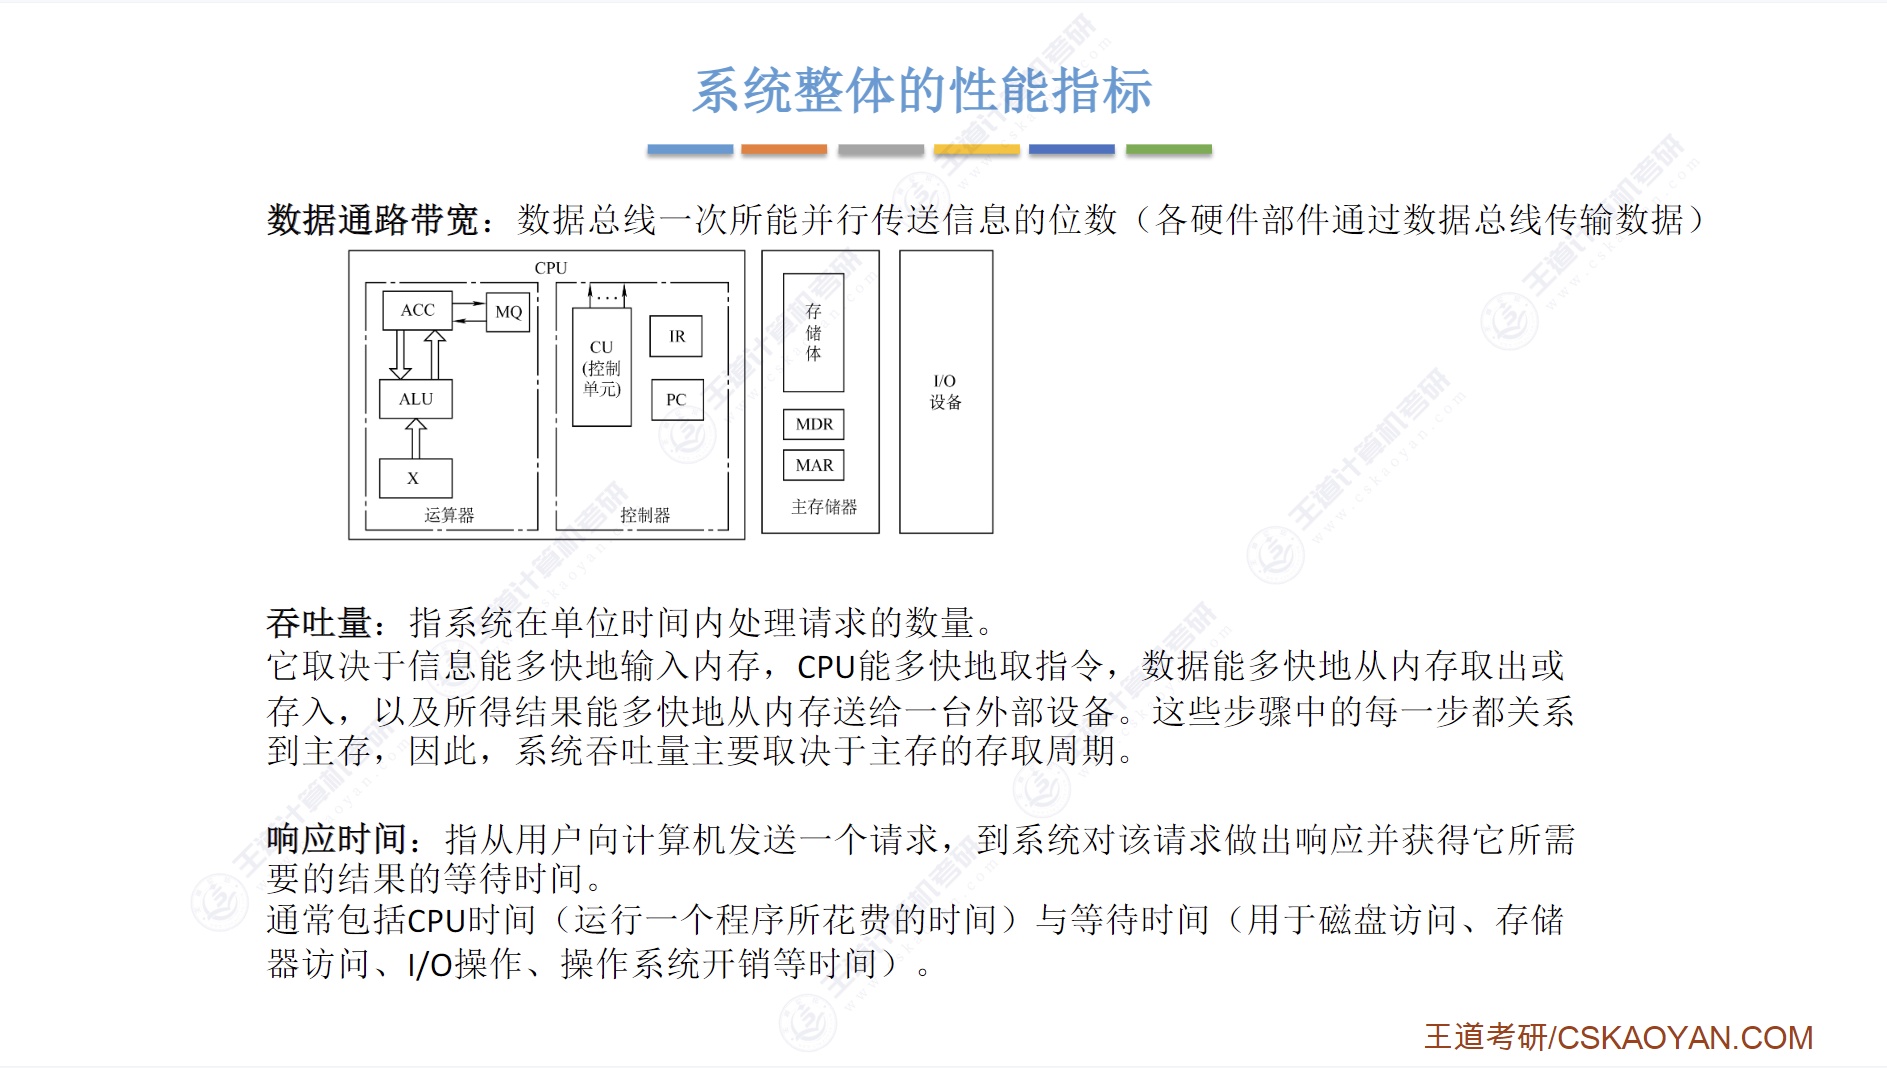 系统整体的性能指标
数据通路带宽：数据总线一次所能并行传送信息的位数（各硬件部件通过数据总线传输数据）
CPU
ACC
MQ
ALU
X
运算器
...
CU
(控制
单元)
IR
PC
控制器
存
储
体
MDR
MAR
主存储器
I/O
设备
吞吐量：指系统在单位时间内处理请求的数量。
它取决于信息能多快地输入内存，CPU能多快地取指令，数据能多快地从内存取出或
存入，以及所得结果能多快地从内存送给一台外部设备。这些步骤中的每一步都关系
到主存，因此，系统吞吐量主要取决于主存的存取周期。
响应时间：指从用户向计算机发送一个请求，到系统对该请求做出响应并获得它所需
要的结果的等待时间。
通常包括CPU时间（运行一个程序所花费的时间）与等待时间（用于磁盘访问、存储
器访问、I/O操作、操作系统开销等时间）。
王道考研/CSKAOYAN.COM
王道计算机考研
www.cskaoyan.com